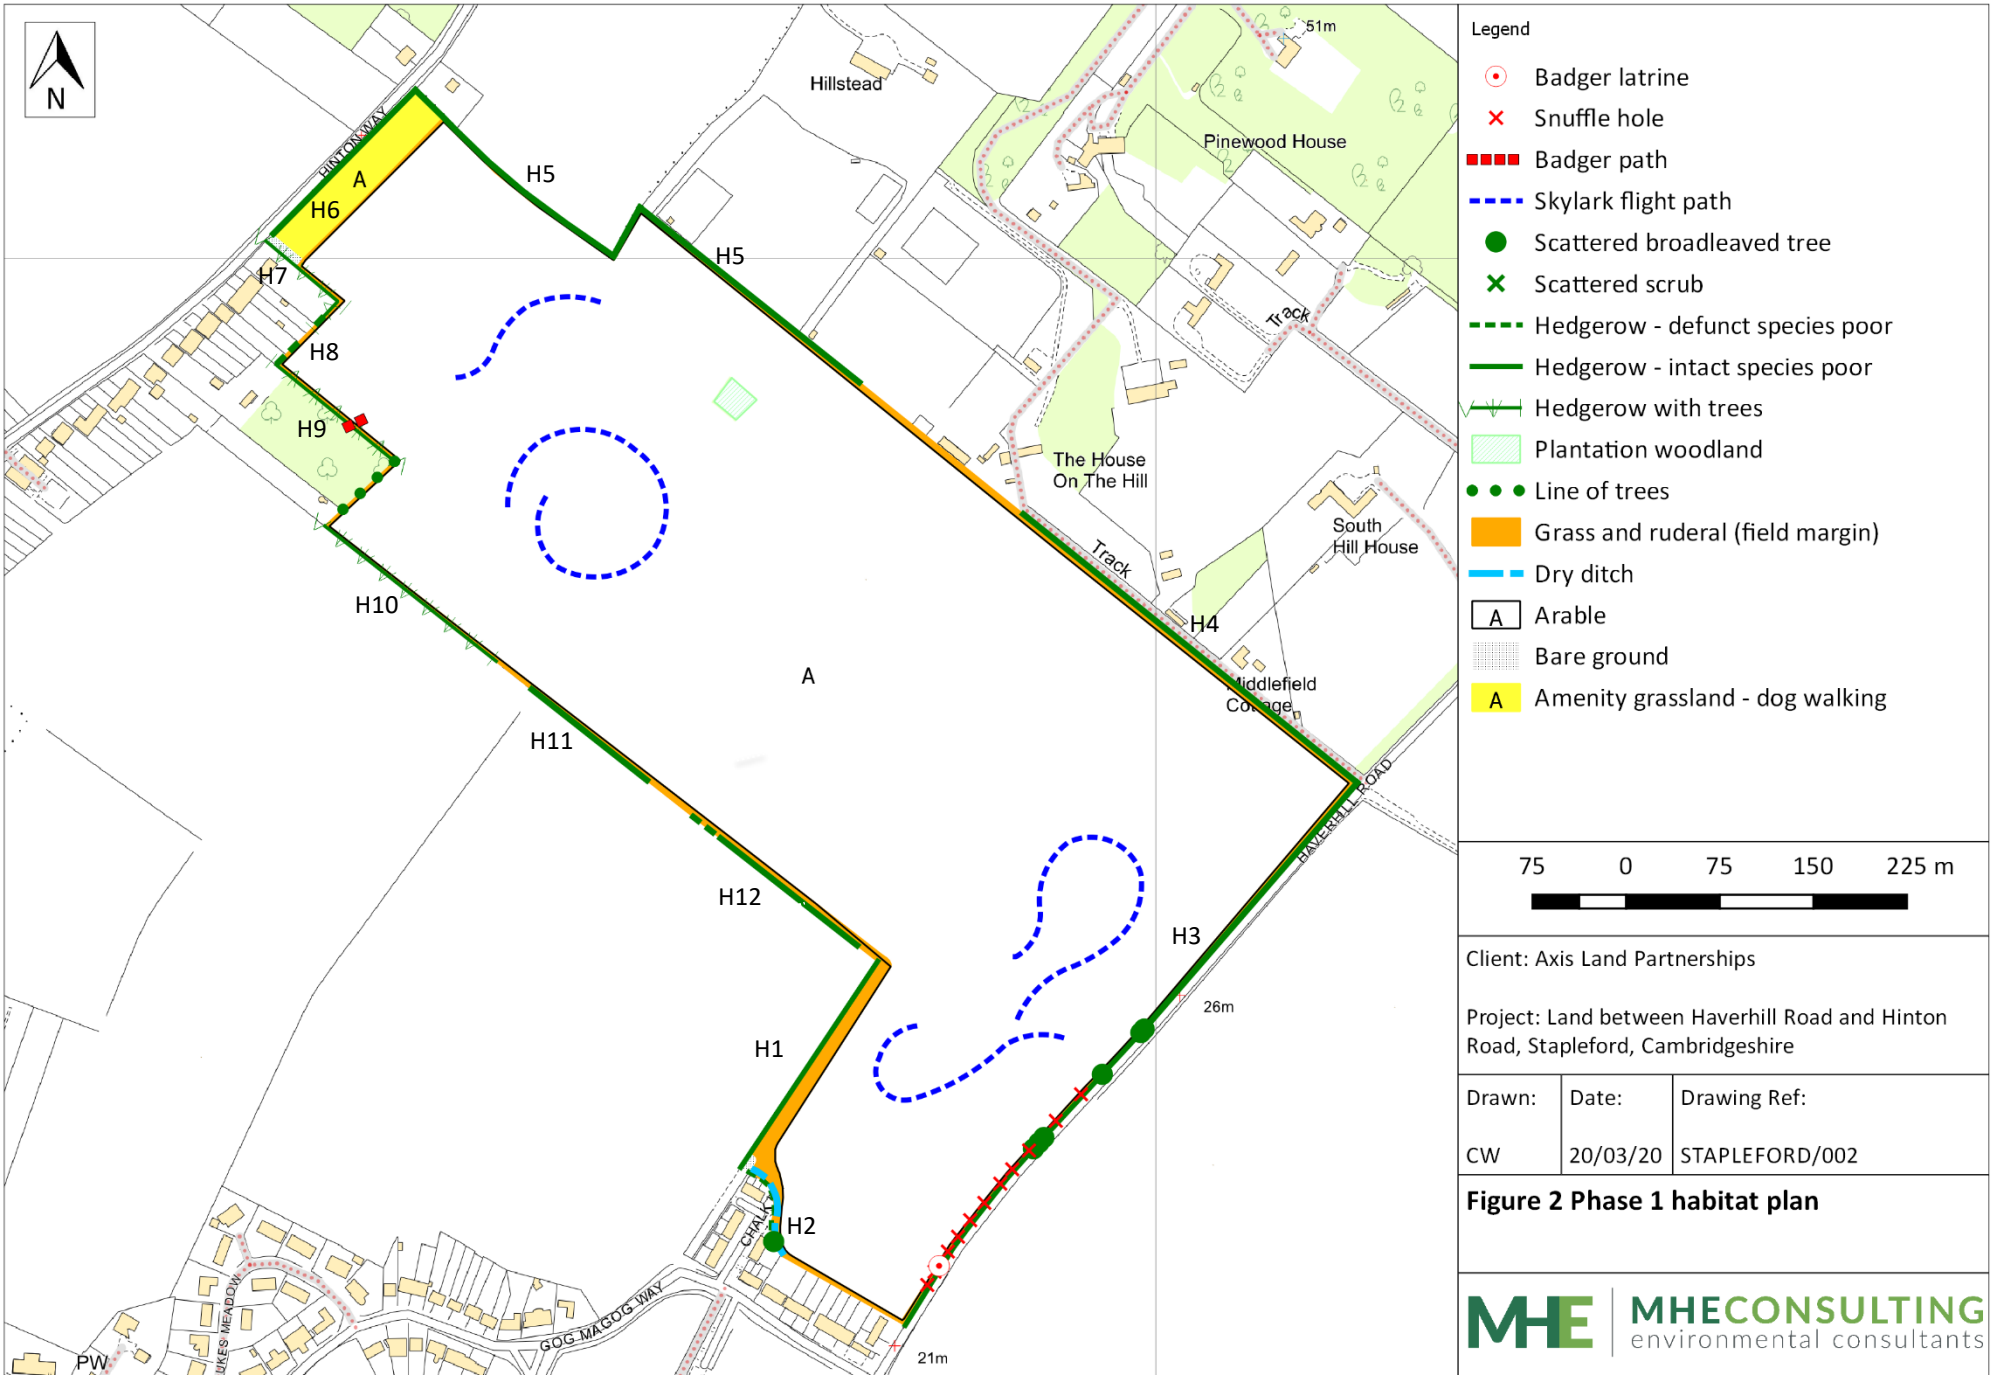 N
51m
Hillstead
Pinewood House
HINTON WAY
A
H5
H6
H5
H7
Track
H8
H9
The House
On The Hill
South
Hill House
Track
H10
H4
A
Middlefield
Cottage
H11
HAVERHILL ROAD
H12
H3
26m
H1
CHALK
H2
UKES MEADOW
GOG MAGOG WAY
PW
21m
Legend
Badger latrine
Snuffle hole
Badger path
Skylark flight path
Scattered broadleaved tree
Scattered scrub
Hedgerow - defunct species poor
Hedgerow - intact species poor
Hedgerow with trees
Plantation woodland
Line of trees
Grass and ruderal (field margin)
Dry ditch
A Arable
Bare ground
A Amenity grassland - dog walking
75 0 75 150 225 m
Client: Axis Land Partnerships
Project: Land between Haverhill Road and Hinton
Road, Stapleford, Cambridgeshire
Drawn: Date: Drawing Ref:
CW 20/03/20 STAPLEFORD/002
Figure 2 Phase 1 habitat plan
MHE MHECONSULTING
environmental consultants